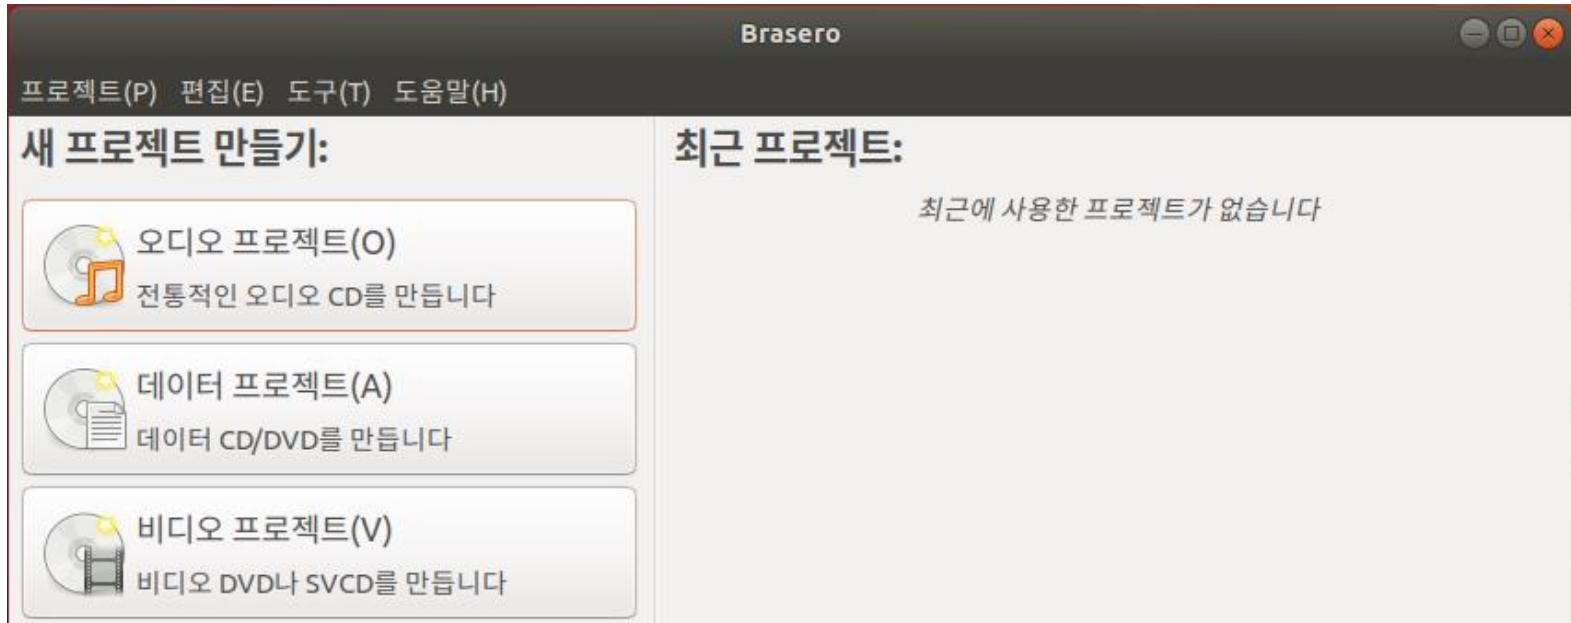 Brasero
프로젝트(P) 편집(E) 도구(T) 도움말(H)
새 프로젝트 만들기:
오디오 프로젝트(O)
전통적인 오디오 CD를 만듭니다
데이터 프로젝트(A)
데이터 CD/DVD를 만듭니다
비디오 프로젝트(V)
비디오 DVD나 SVCD를 만듭니다
최근 프로젝트:
최근에 사용한 프로젝트가 없습니다